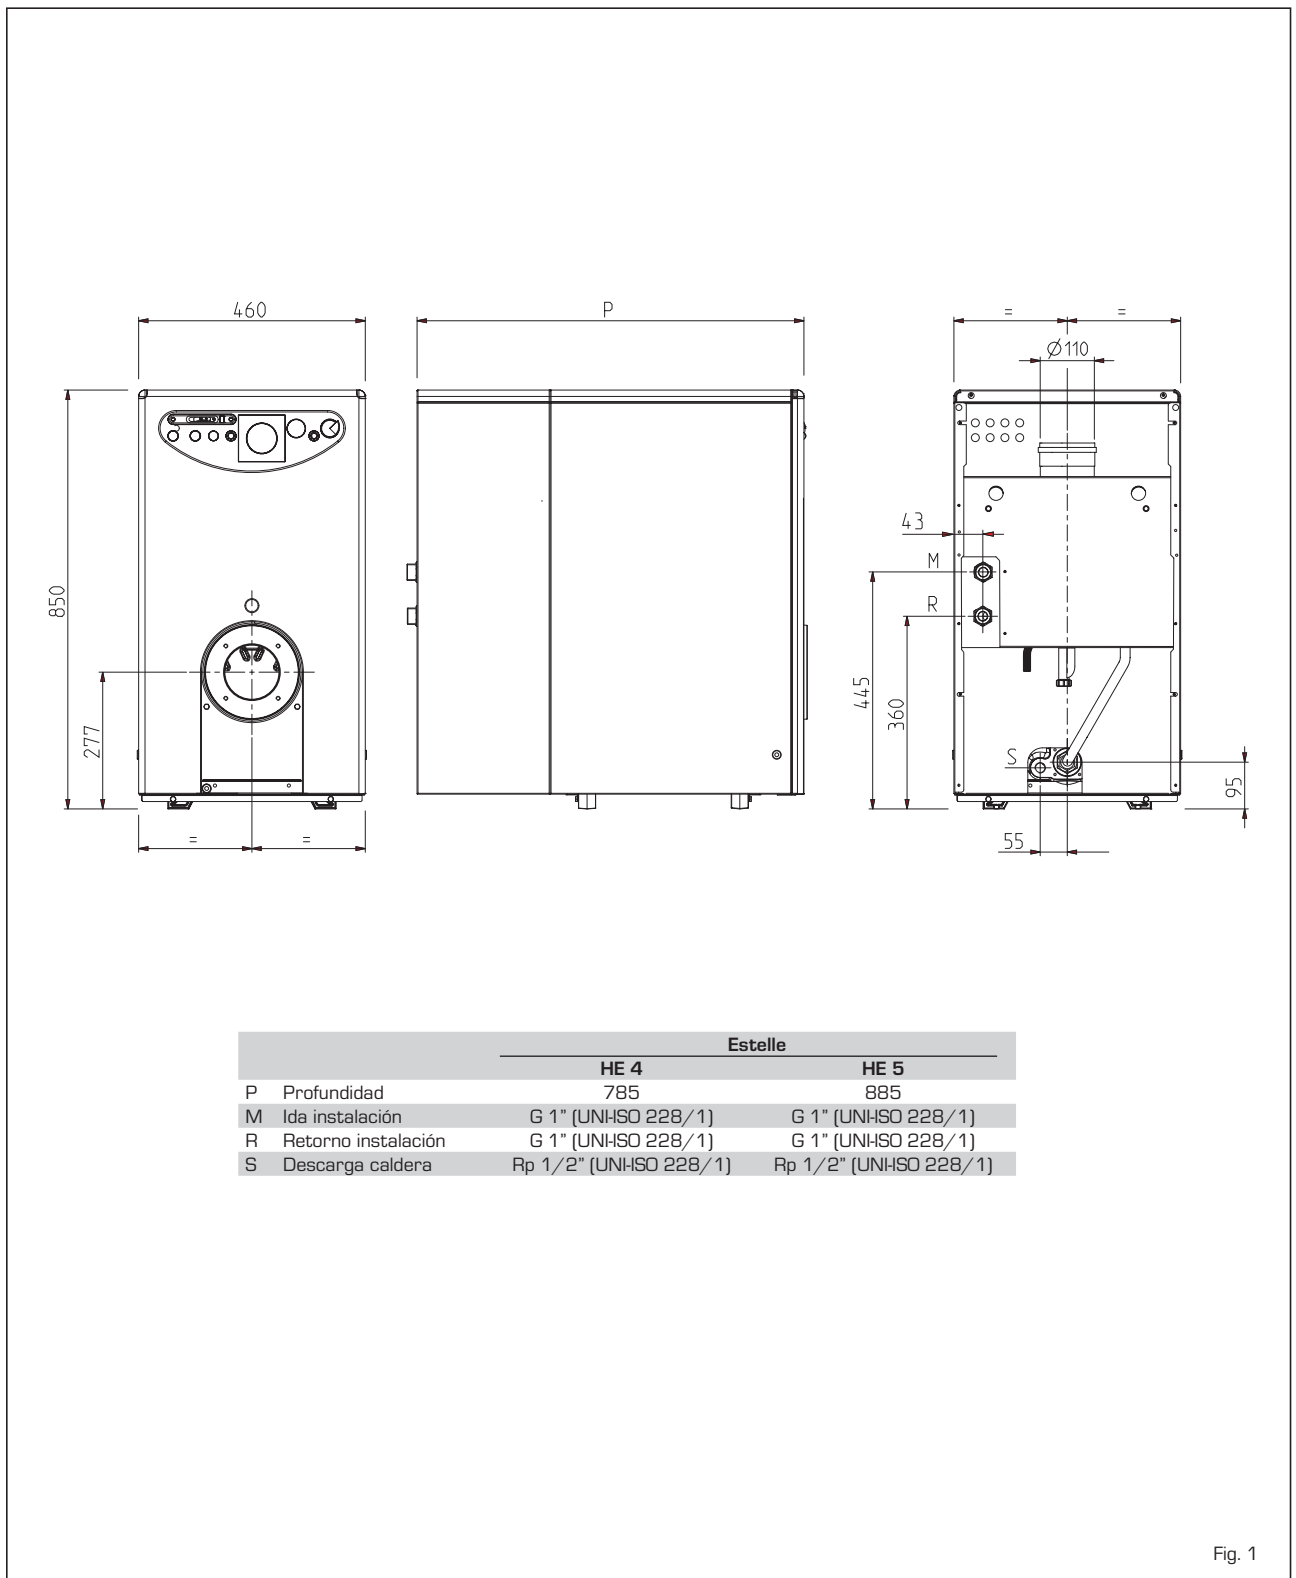 460
P
=
=
Ø110
43
M
R
850
445
360
277
S
95
55
=
=
Estelle
HE 4 HE 5
P Profundidad 785 885
M Ida instalación G 1” (UNI-ISO 228/1) G 1” (UNI-ISO 228/1)
R Retorno instalación G 1” (UNI-ISO 228/1) G 1” (UNI-ISO 228/1)
S Descarga caldera Rp 1/2” (UNI-ISO 228/1) Rp 1/2” (UNI-ISO 228/1)
Fig. 1